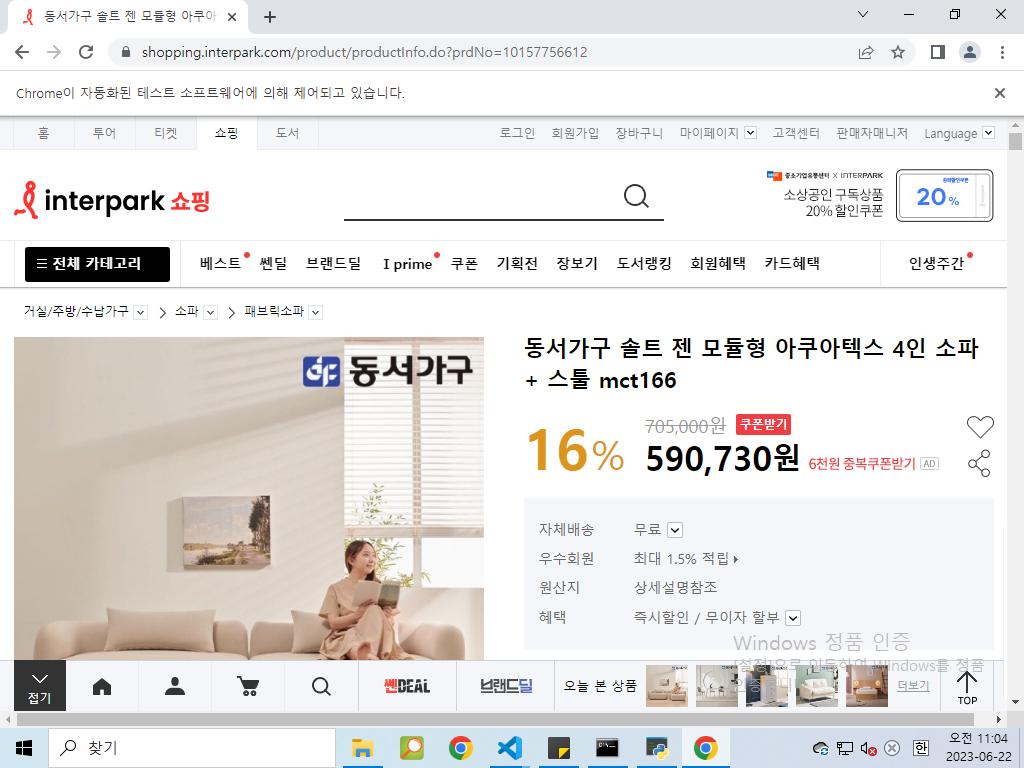 동서가구 솔트 젠 모듈형 아쿠아
shopping.interpark.com/product/productInfo.do?prdNo=10157756612
Chrome이 자동화된 테스트 소프트웨어에 의해 제어되고 있습니다.
홈 투어 티켓 쇼핑 도서 로그인 회원가입 장바구니 마이페이지 고객센터 판매자매니저 Language
interpark 쇼핑
중소기업유통센터 X INTERPARK
소상공인 구독상품
20% 할인쿠폰
20%
전체 카테고리 베스트 쎈딜 브랜드딜 I prime 쿠폰 기획전 장보기 도서랭킹 회원혜택 카드혜택 인생주간
거실/주방/수납가구 소파 패브릭소파
동서가구
동서가구 솔트 젠 모듈형 아쿠아텍스 4인 소파
+ 스툴 mct166
16%
705,000원 쿠폰받기
590,730원 6천원 중복쿠폰받기 AD
자체배송 무료
우수회원 최대 1.5% 적립
원산지 상세설명참조
혜택 즉시할인 / 무이자 할부
Windows 정품 인증
[설정]으로 이동하여 Windows를 정품
접기
쎈DEAL
브랜드딜
오늘 본 상품
더보기
TOP
찾기
한
오전 11:04
2023-06-22